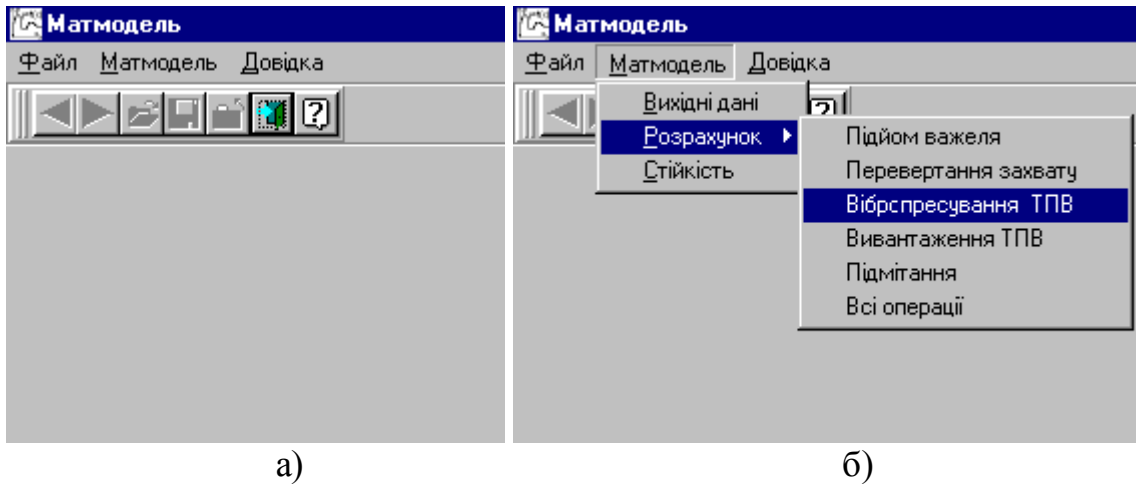 Матмодель
Файл Матмодель Довідка
а)
Матмодель
Файл Матмодель Довідка
Вихідні дані
Розрахунок
Стійкість
Підйом важеля
Перевертання захвату
Вібрспресування ТПВ
Вивантаження ТПВ
Підмітання
Всі операції
б)